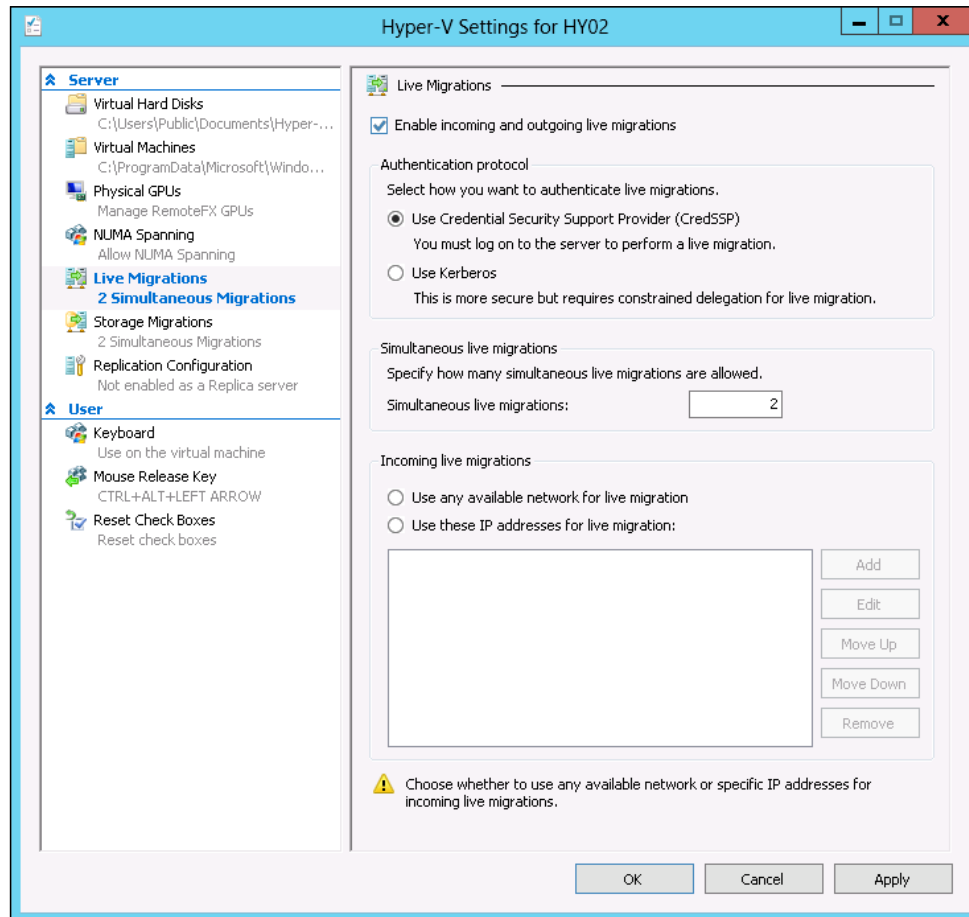 Hyper-V Settings for HY02
Server
Virtual Hard Disks
C:\Users\Public\Documents\Hyper-...
Virtual Machines
C:\ProgramData\Microsoft\Windo...
Physical GPUs
Manage RemoteFX GPUs
NUMA Spanning
Allow NUMA Spanning
Live Migrations
2 Simultaneous Migrations
Storage Migrations
2 Simultaneous Migrations
Replication Configuration
Not enabled as a Replica server
User
Keyboard
Use on the virtual machine
Mouse Release Key
CTRL+ALT+LEFT ARROW
Reset Check Boxes
Reset check boxes
Live Migrations
Enable incoming and outgoing live migrations
Authentication protocol
Select how you want to authenticate live migrations.
Use Credential Security Support Provider (CredSSP)
You must log on to the server to perform a live migration.
Use Kerberos
This is more secure but requires constrained delegation for live migration.
Simultaneous live migrations
Specify how many simultaneous live migrations are allowed.
Simultaneous live migrations: 2
Incoming live migrations
Use any available network for live migration
Use these IP addresses for live migration:
Add
Edit
Move Up
Move Down
Remove
Choose whether to use any available network or specific IP addresses for
incoming live migrations.
OK Cancel Apply